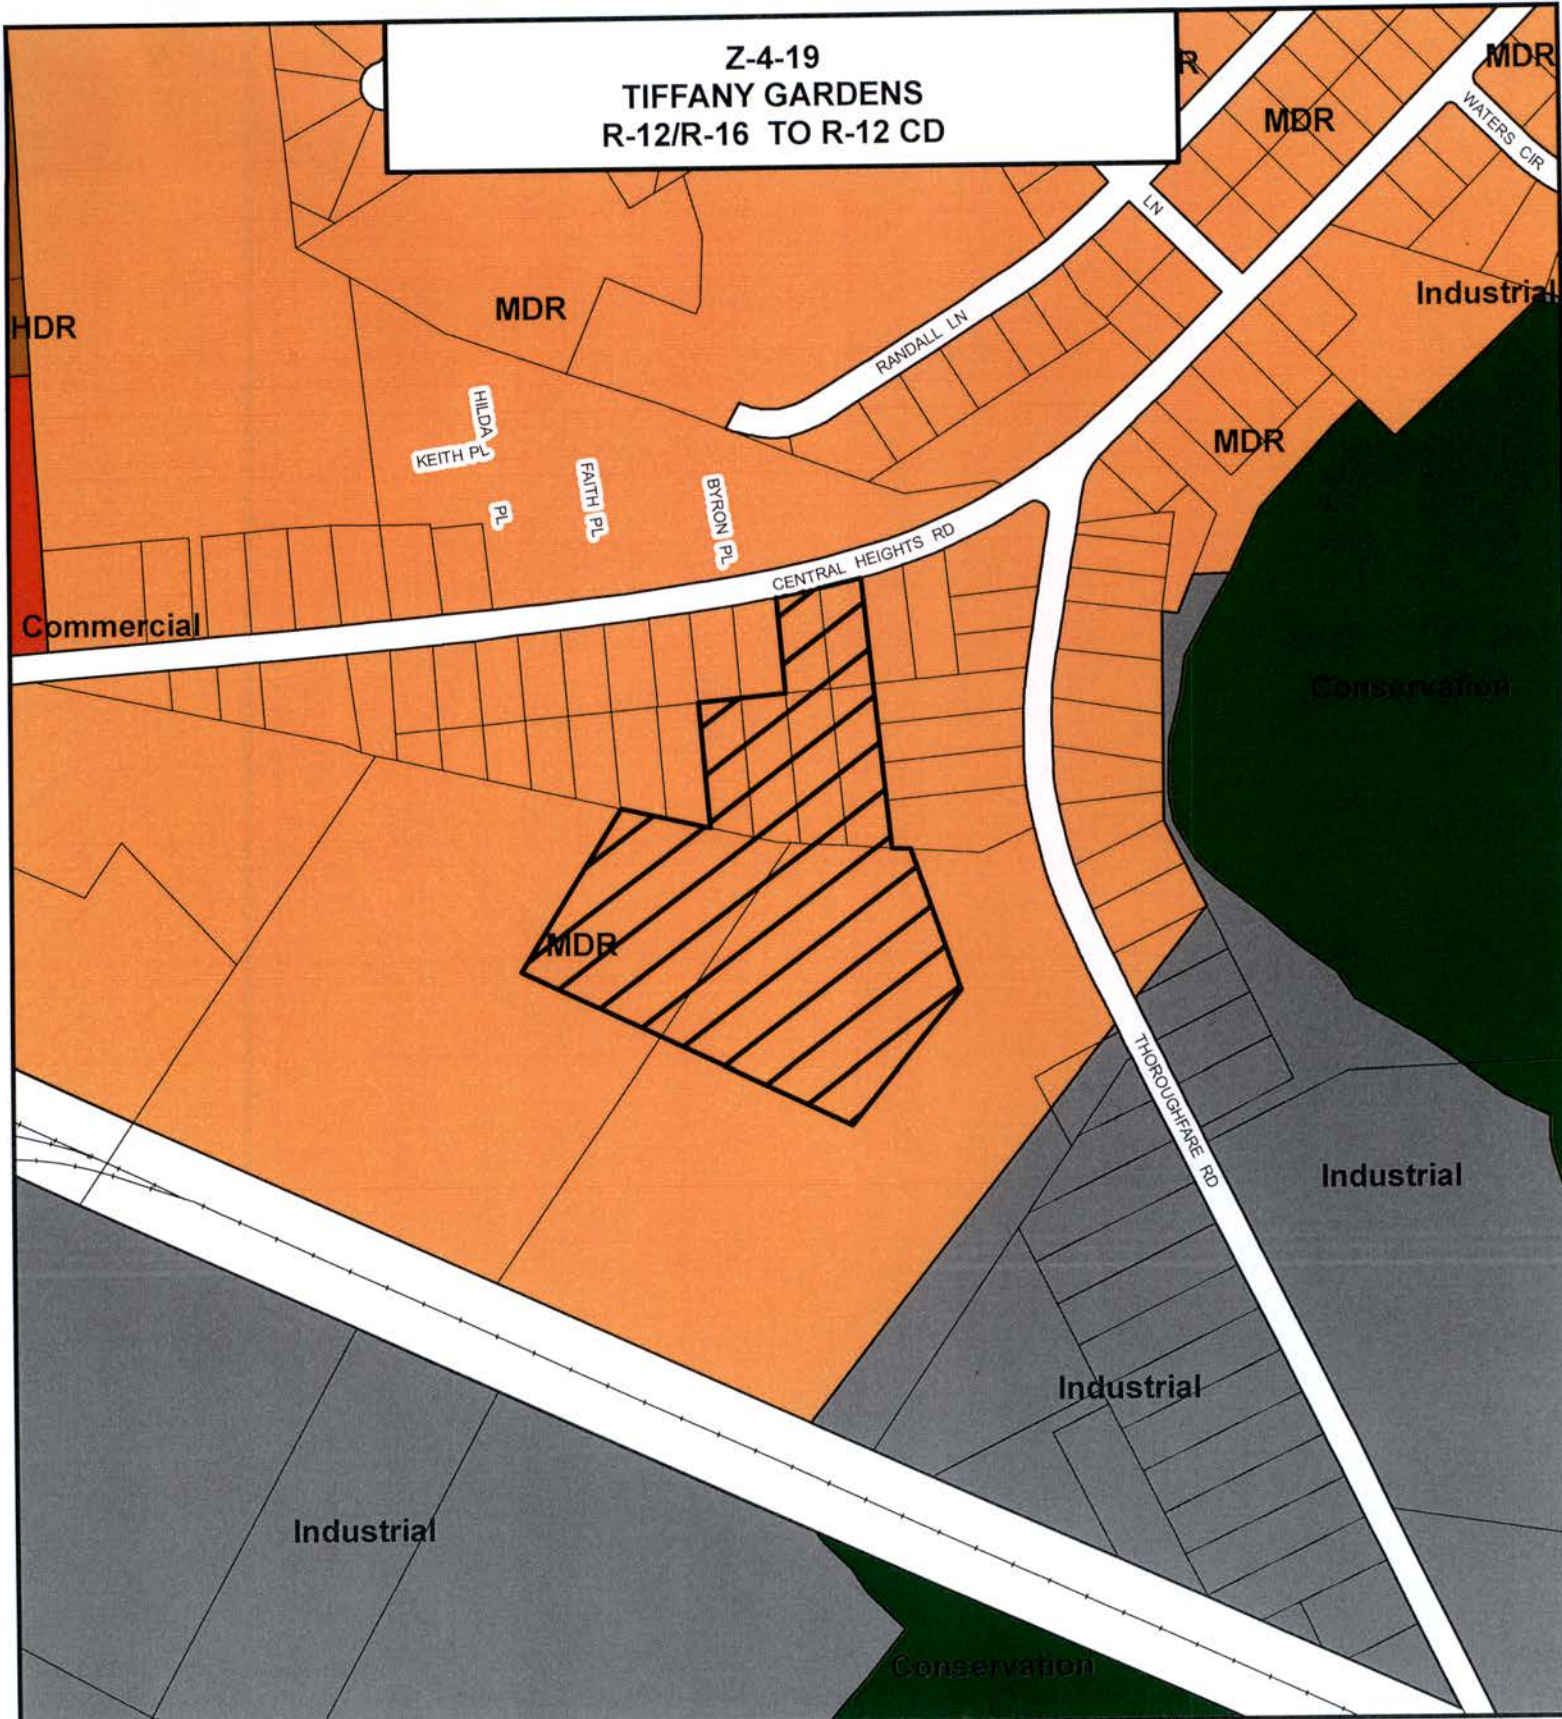 Z-4-19
TIFFANY GARDENS
R-12/R-16 TO R-12 CD
R
MDR
MDR
WATERS CIR
LN
HDR
MDR
Industrial
RANDALL LN
HILDA
KEITH PL
MDR
PL
FAITH PL
BYRON PL
CENTRAL HEIGHTS RD
Commercial
Conservation
MDR
THOROUGHFARE RD
Industrial
Industrial
Industrial
Conservation